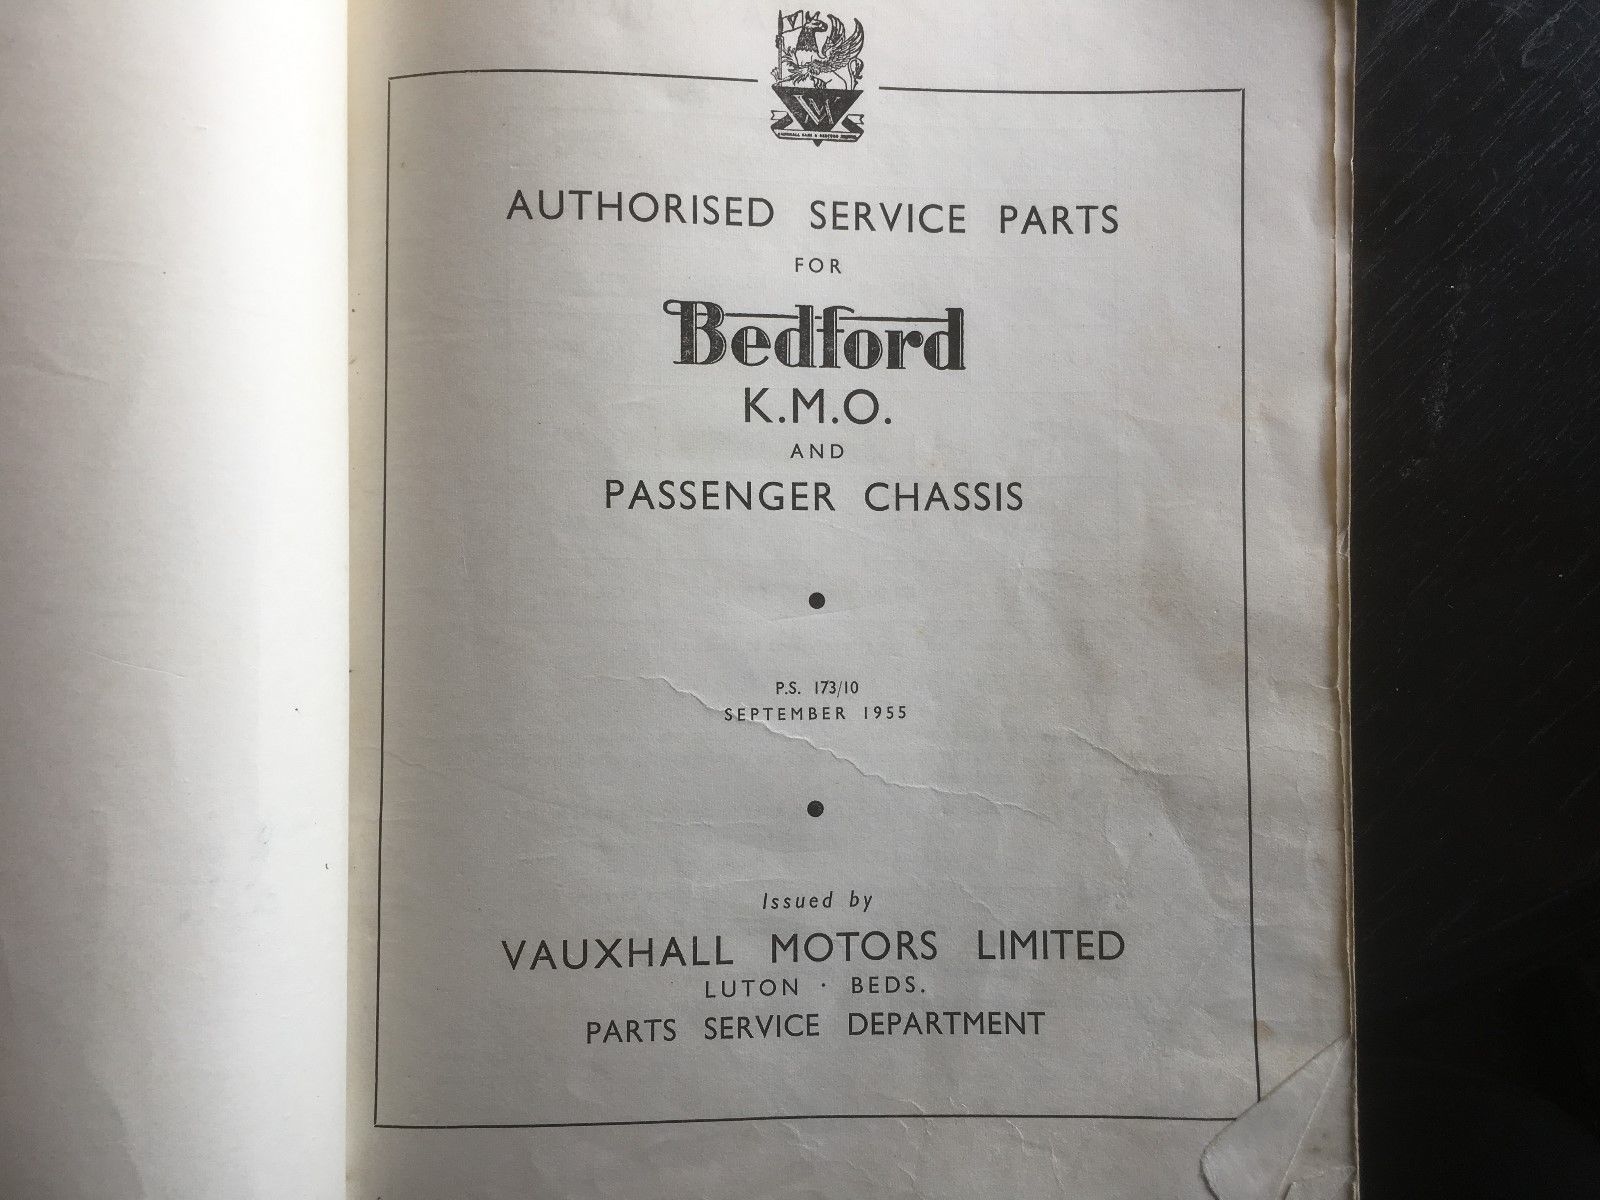 VM
AUTHORISED SERVICE PARTS
FOR
Bedford
K.M.O.
AND
PASSENGER CHASSIS
P.S. 173/10
SEPTEMBER 1955
Issued by
VAUXHALL MOTORS LIMITED
LUTON · BEDS.
PARTS SERVICE DEPARTMENT